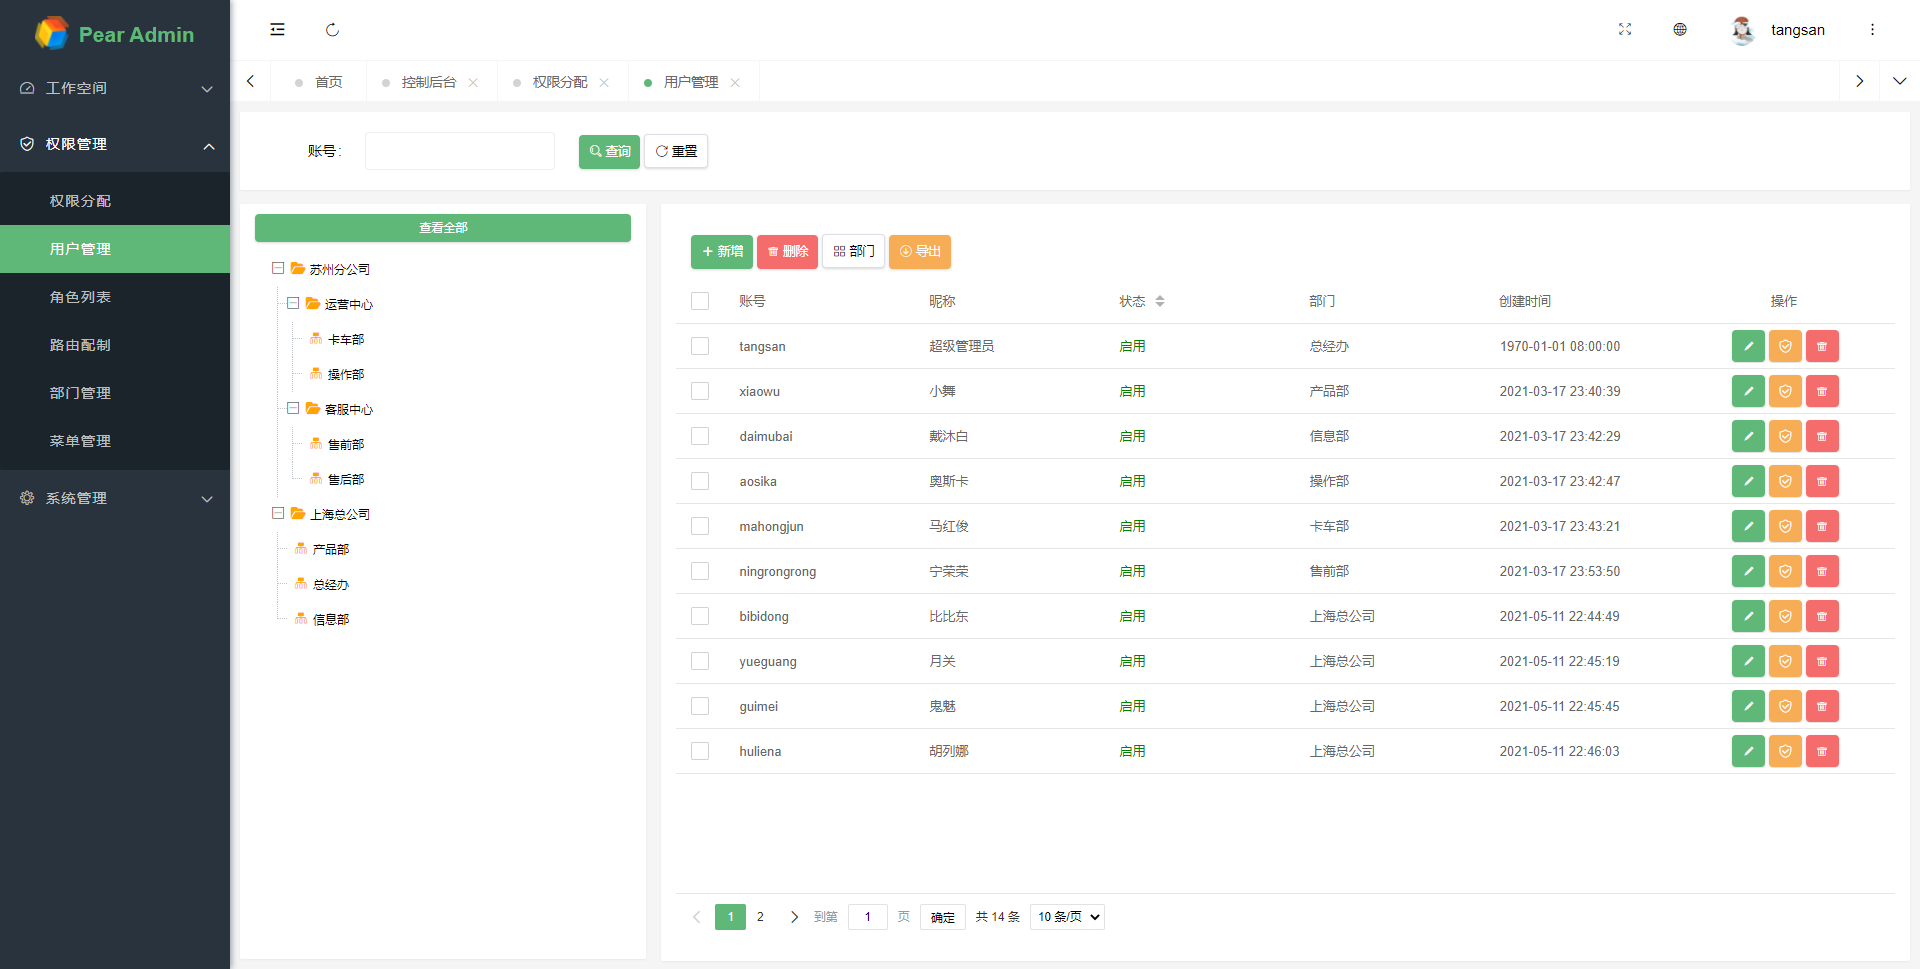 Pear Admin
tangsan
工作空间
权限管理
权限分配
用户管理
角色列表
路由配制
部门管理
菜单管理
系统管理
首页 控制后台 权限分配 用户管理
账号: 查询 重置
查看全部
苏州分公司
运营中心
卡车部
操作部
客服中心
售前部
售后部
上海总公司
产品部
总经办
信息部
新增 删除 部门 导出
账号 昵称 状态 部门 创建时间 操作
tangsan 超级管理员 启用 总经办 1970-01-01 08:00:00
xiaowu 小舞 启用 产品部 2021-03-17 23:40:39
daimubai 戴沐白 启用 信息部 2021-03-17 23:42:29
aosika 奥斯卡 启用 操作部 2021-03-17 23:42:47
mahongjun 马红俊 启用 卡车部 2021-03-17 23:43:21
ningrongrong 宁荣荣 启用 售前部 2021-03-17 23:53:50
bibidong 比比东 启用 上海总公司 2021-05-11 22:44:49
yueguang 月关 启用 上海总公司 2021-05-11 22:45:19
guimei 鬼魅 启用 上海总公司 2021-05-11 22:45:45
huliena 胡列娜 启用 上海总公司 2021-05-11 22:46:03
1 2 到第 1 页 确定 共 14 条 10 条/页